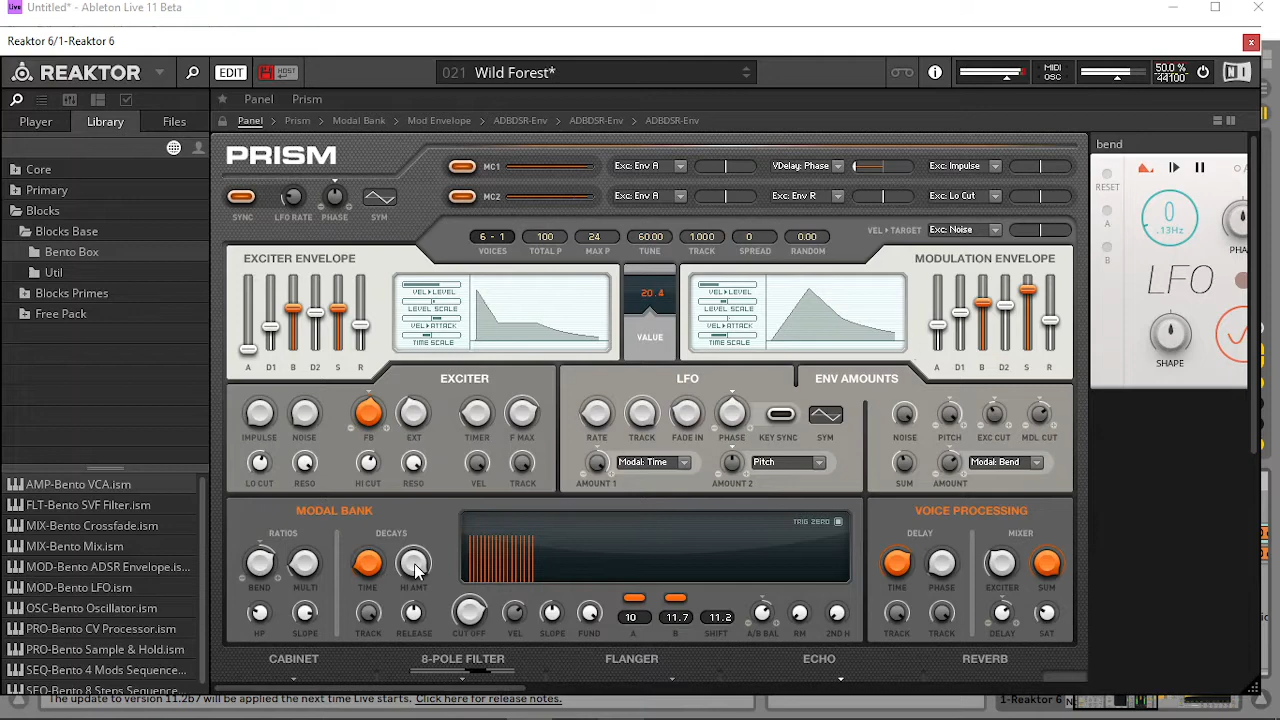 Live Untitled* - Ableton Live 11 Beta
Reaktor 6/1-Reaktor 6 x
REAKTOR EDIT HOST 021 Wild Forest* i MIDI OSC 50.0 % 44100 NI
Panel Prism
Player Library Files
Panel Prism Modal Bank Mod Envelope ADBDSR-Env ADBDSR-Env ADBDSR-Env
Core
Primary
Blocks
Blocks Base
Bento Box
Util
Blocks Primes
Free Pack
AMP-Bento VCA.ism
FLT-Bento SVF FIlter.ism
MIX-Bento Crossfade.ism
MIX-Bento Mix.ism
MOD-Bento ADSR Envelope.is...
MOD-Bento LFO.ism
OSC-Bento Oscillator.ism
PRO-Bento CV Processor.ism
PRO-Bento Sample & Hold.ism
SEQ-Bento 4 Mods Sequence...
SEQ-Bento 8 Steps Sequence...
PRISM
MC1 Exc: Env A VDelay: Phase Exc: Impulse
MC2 Exc: Env A Exc: Env R Exc: Lo Cut
SYNC LFO RATE PHASE SYM
6 - 1 100 24 60.00 1.000 0 0.00
VOICES TOTAL P MAX P TUNE TRACK SPREAD RANDOM
VEL ▸ TARGET Exc: Noise
EXCITER ENVELOPE
VEL ▸ LEVEL
LEVEL SCALE
VEL ▸ ATTACK
TIME SCALE
A D1 B D2 S R
20.4
VALUE
MODULATION ENVELOPE
VEL ▸ LEVEL
LEVEL SCALE
VEL ▸ ATTACK
TIME SCALE
A D1 B D2 S R
EXCITER
IMPULSE NOISE FB EXT TIMER F MAX
LO CUT RESO HI CUT RESO VEL TRACK
LFO
RATE TRACK FADE IN PHASE KEY SYNC SYM
Modal: Time Pitch
AMOUNT 1 AMOUNT 2
ENV AMOUNTS
NOISE PITCH EXC CUT MDL CUT
Modal: Bend
SUM AMOUNT
MODAL BANK
RATIOS DECAYS
BEND MULTI TIME HI AMT
HP SLOPE TRACK RELEASE
TRIG ZERO
10 11.7 11.2
CUT OFF VEL SLOPE FUND A B SHIFT A/B BAL RM 2ND H
VOICE PROCESSING
DELAY MIXER
TIME PHASE EXCITER SUM
TRACK TRACK DELAY SAT
CABINET 8-POLE FILTER FLANGER ECHO REVERB
bend
RESET
A
B
0
.13Hz
PHA
LFO
SHAPE
The update to version 11.2b7 will be applied the next time Live starts. Click here for release notes.
1-Reaktor 6